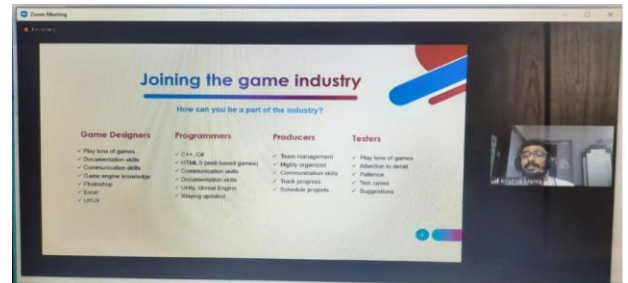 Zoom Meeting
Joining the game industry
How can you be a part of the industry?
Game Designers
✓ Play tons of games
✓ Documentation skills
✓ Communication skills
✓ Game engine knowledge
✓ Photoshop
✓ Excel
✓ UI/UX
Programmers
✓ C++, C#
✓ HTML 5 (web based games)
✓ Communication skills
✓ Documentation skills
✓ Unity, Unreal Engine
✓ Staying updated
Producers
✓ Team management
✓ Highly organized
✓ Communication skills
✓ Track progress
✓ Schedule projects
Testers
✓ Play tons of games
✓ Attention to detail
✓ Patience
✓ Test cases
✓ Suggestions